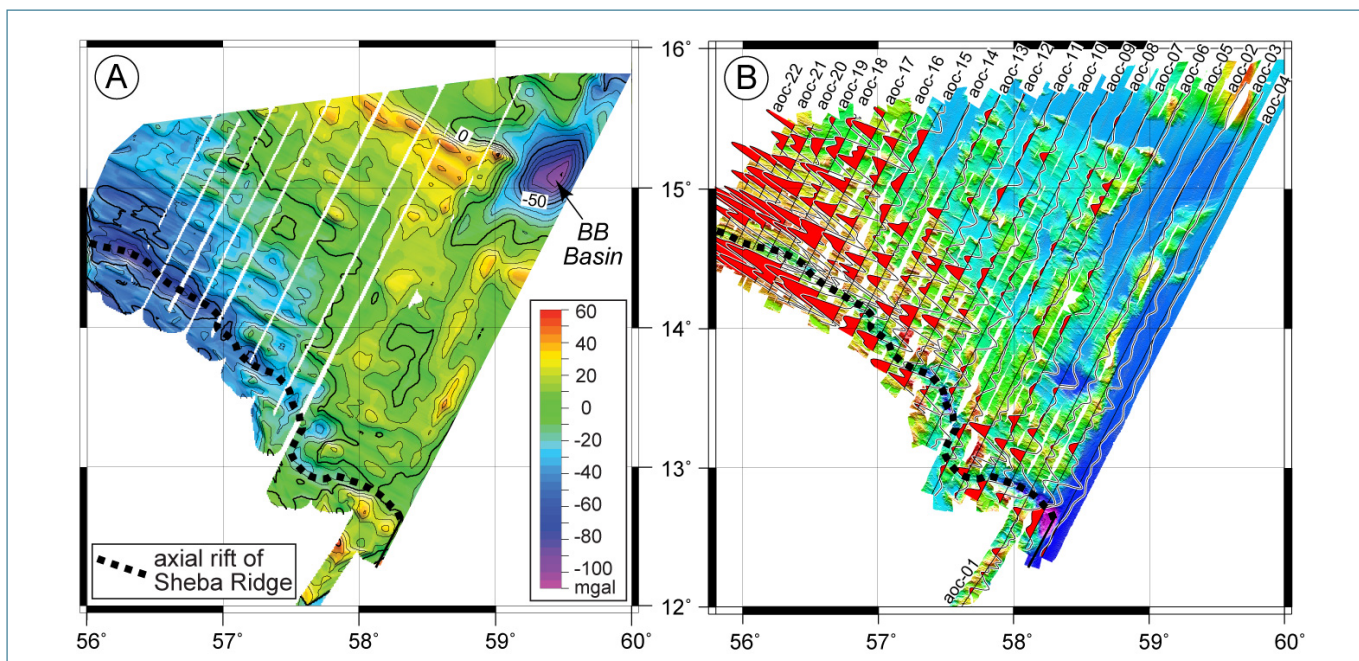 A
0
-50
BB
Basin
60
40
20
0
-20
-40
-60
-80
-100
mgal
axial rift of
Sheba Ridge
56°
57°
58°
59°
60°
16°
15°
14°
13°
12°
B
aoc-22
aoc-21
aoc-20
aoc-19
aoc-18
aoc-17
aoc-16
aoc-15
aoc-14
aoc-13
aoc-12
aoc-11
aoc-10
aoc-09
aoc-08
aoc-07
aoc-06
aoc-05
aoc-02
aoc-03
aoc-04
aoc-01
56°
57°
58°
59°
60°